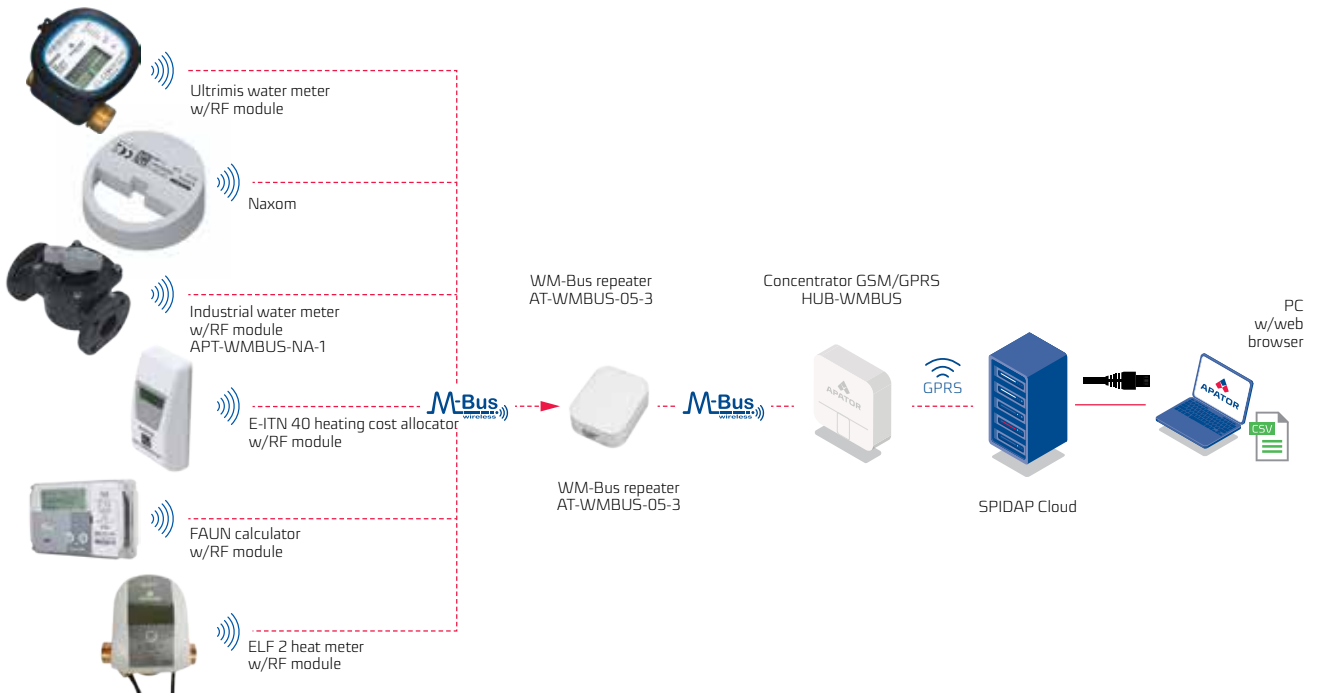 Ultrimis water meter
w/RF module
Naxom
Industrial water meter
w/RF module
APT-WMBUS-NA-1
E-ITN 40 heating cost allocator
w/RF module
FAUN calculator
w/RF module
ELF 2 heat meter
w/RF module
M-Bus
wireless
WM-Bus repeater
AT-WMBUS-05-3
WM-Bus repeater
AT-WMBUS-05-3
M-Bus
wireless
Concentrator GSM/GPRS
HUB-WMBUS
APATOR
GPRS
SPIDAP Cloud
PC
w/web
browser
APATOR
CSV